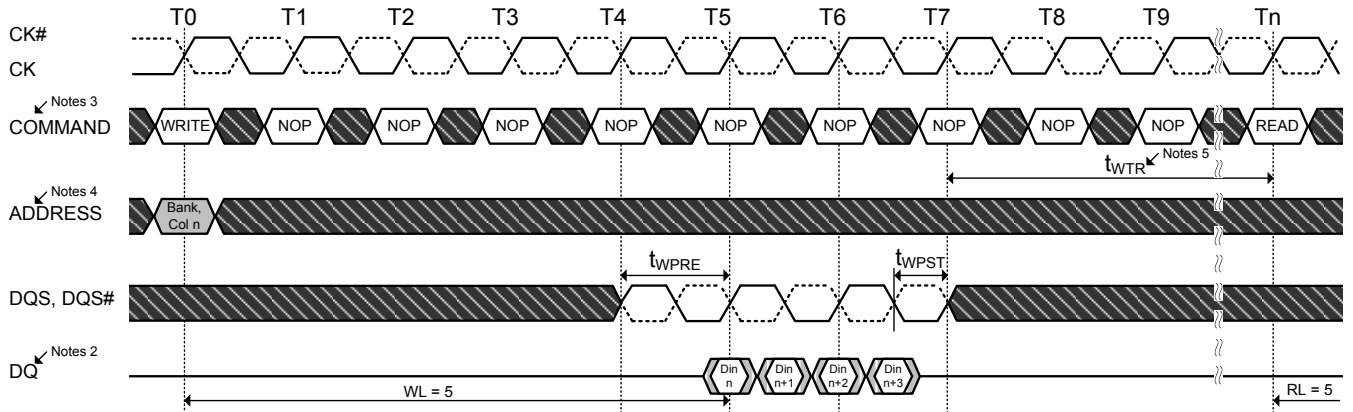 T0 T1 T2 T3 T4 T5 T6 T7 T8 T9 Tn
CK#
CK
Notes 3
COMMAND WRITE NOP NOP NOP NOP NOP NOP NOP NOP NOP READ
tWTR Notes 5
Notes 4
ADDRESS Bank,
Col n
tWPRE tWPST
DQS, DQS#
Notes 2
DQ Din Din Din Din
n n+1 n+2 n+3
WL = 5 RL = 5